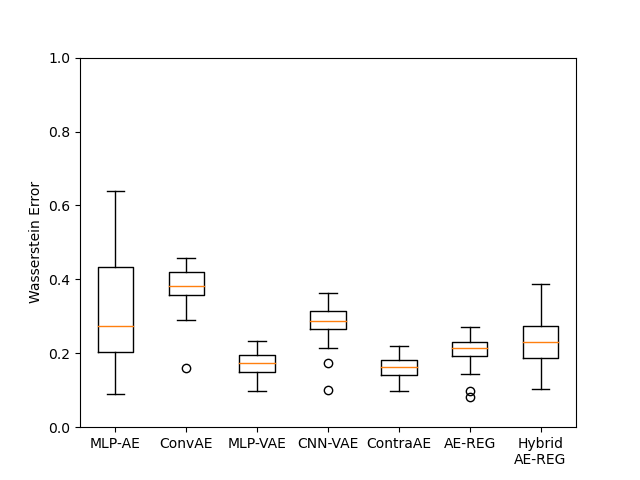 1.0
0.8
0.6
0.4
0.2
0.0
Wasserstein Error
MLP-AE
ConvAE
MLP-VAE
CNN-VAE
ContraAE
AE-REG
Hybrid
AE-REG